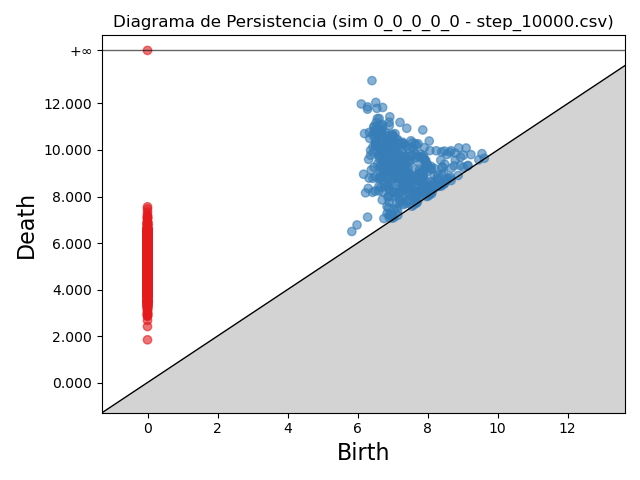 Diagrama de Persistencia (sim 0_0_0_0_0 - step_10000.csv)
+∞
12.000
10.000
8.000
6.000
4.000
2.000
0.000
Death
0 2 4 6 8 10 12
Birth